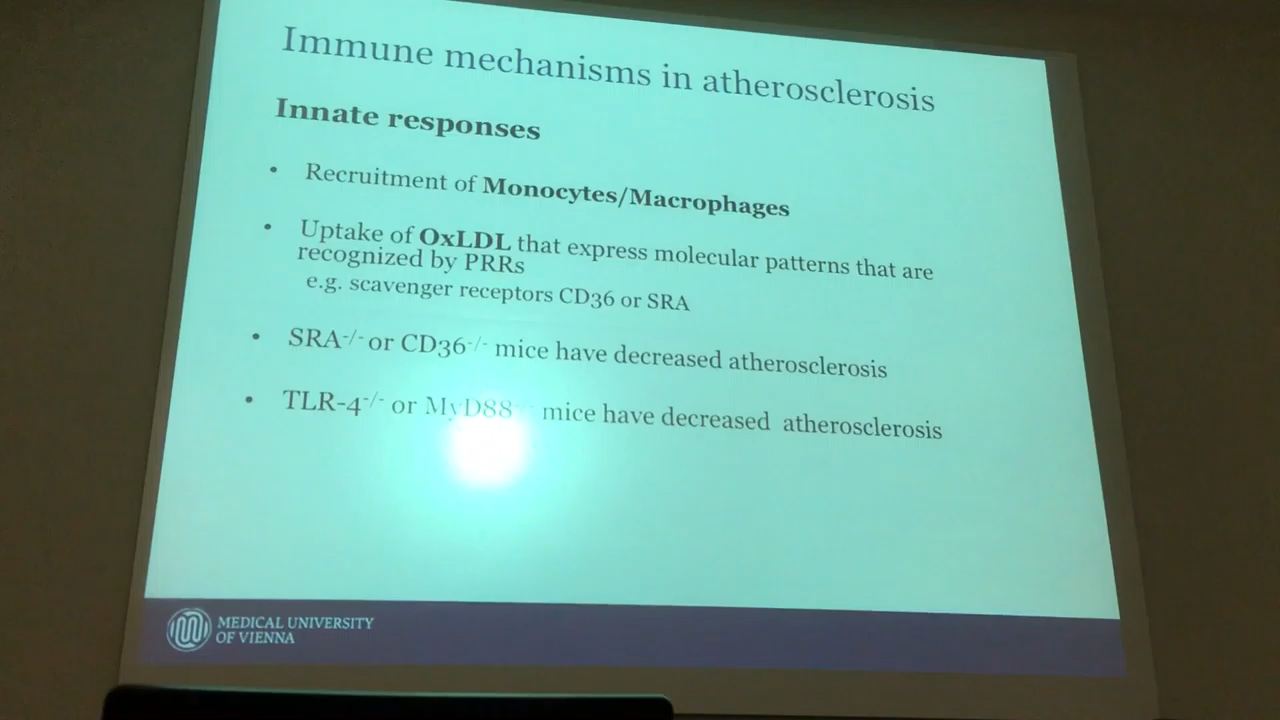 Immune mechanisms in atherosclerosis
Innate responses
• Recruitment of Monocytes/Macrophages
• Uptake of OxLDL that express molecular patterns that are
recognized by PRRs
e.g. scavenger receptors CD36 or SRA
• SRA-/- or CD36-/- mice have decreased atherosclerosis
• TLR-4-/- or MyD88-/- mice have decreased atherosclerosis
MEDICAL UNIVERSITY
OF VIENNA